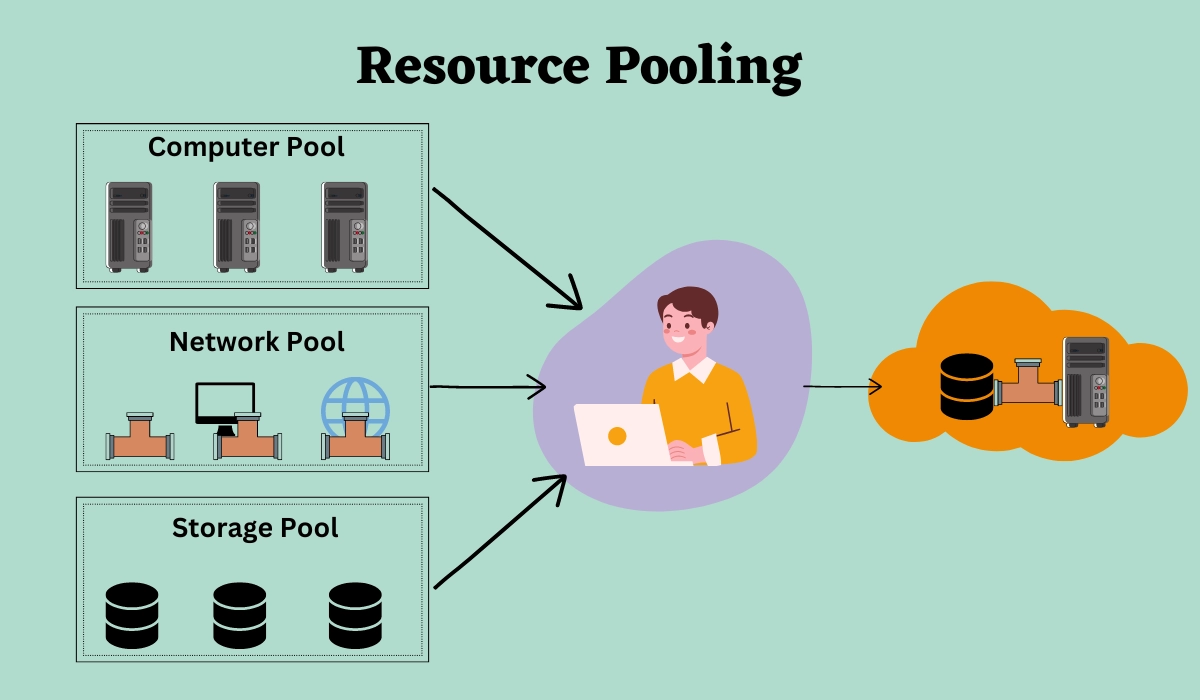 Resource Pooling
Computer Pool
Network Pool
Storage Pool